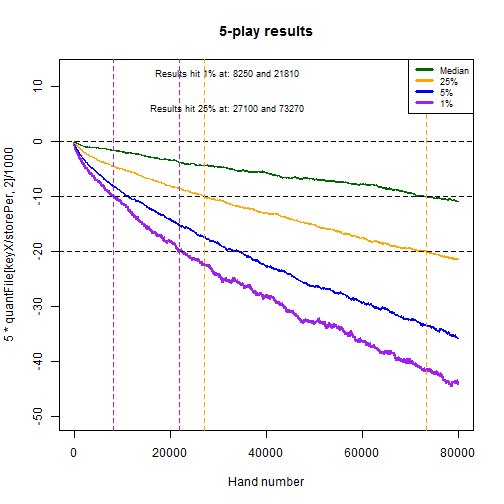 5-play results
Results hit 1% at: 8250 and 21810
Results hit 25% at: 27100 and 73270
Median
25%
5%
1%
5 * quantFile[keyX/storePer, 2]/1000
10
0
-10
-20
-30
-40
-50
0 20000 40000 60000 80000
Hand number